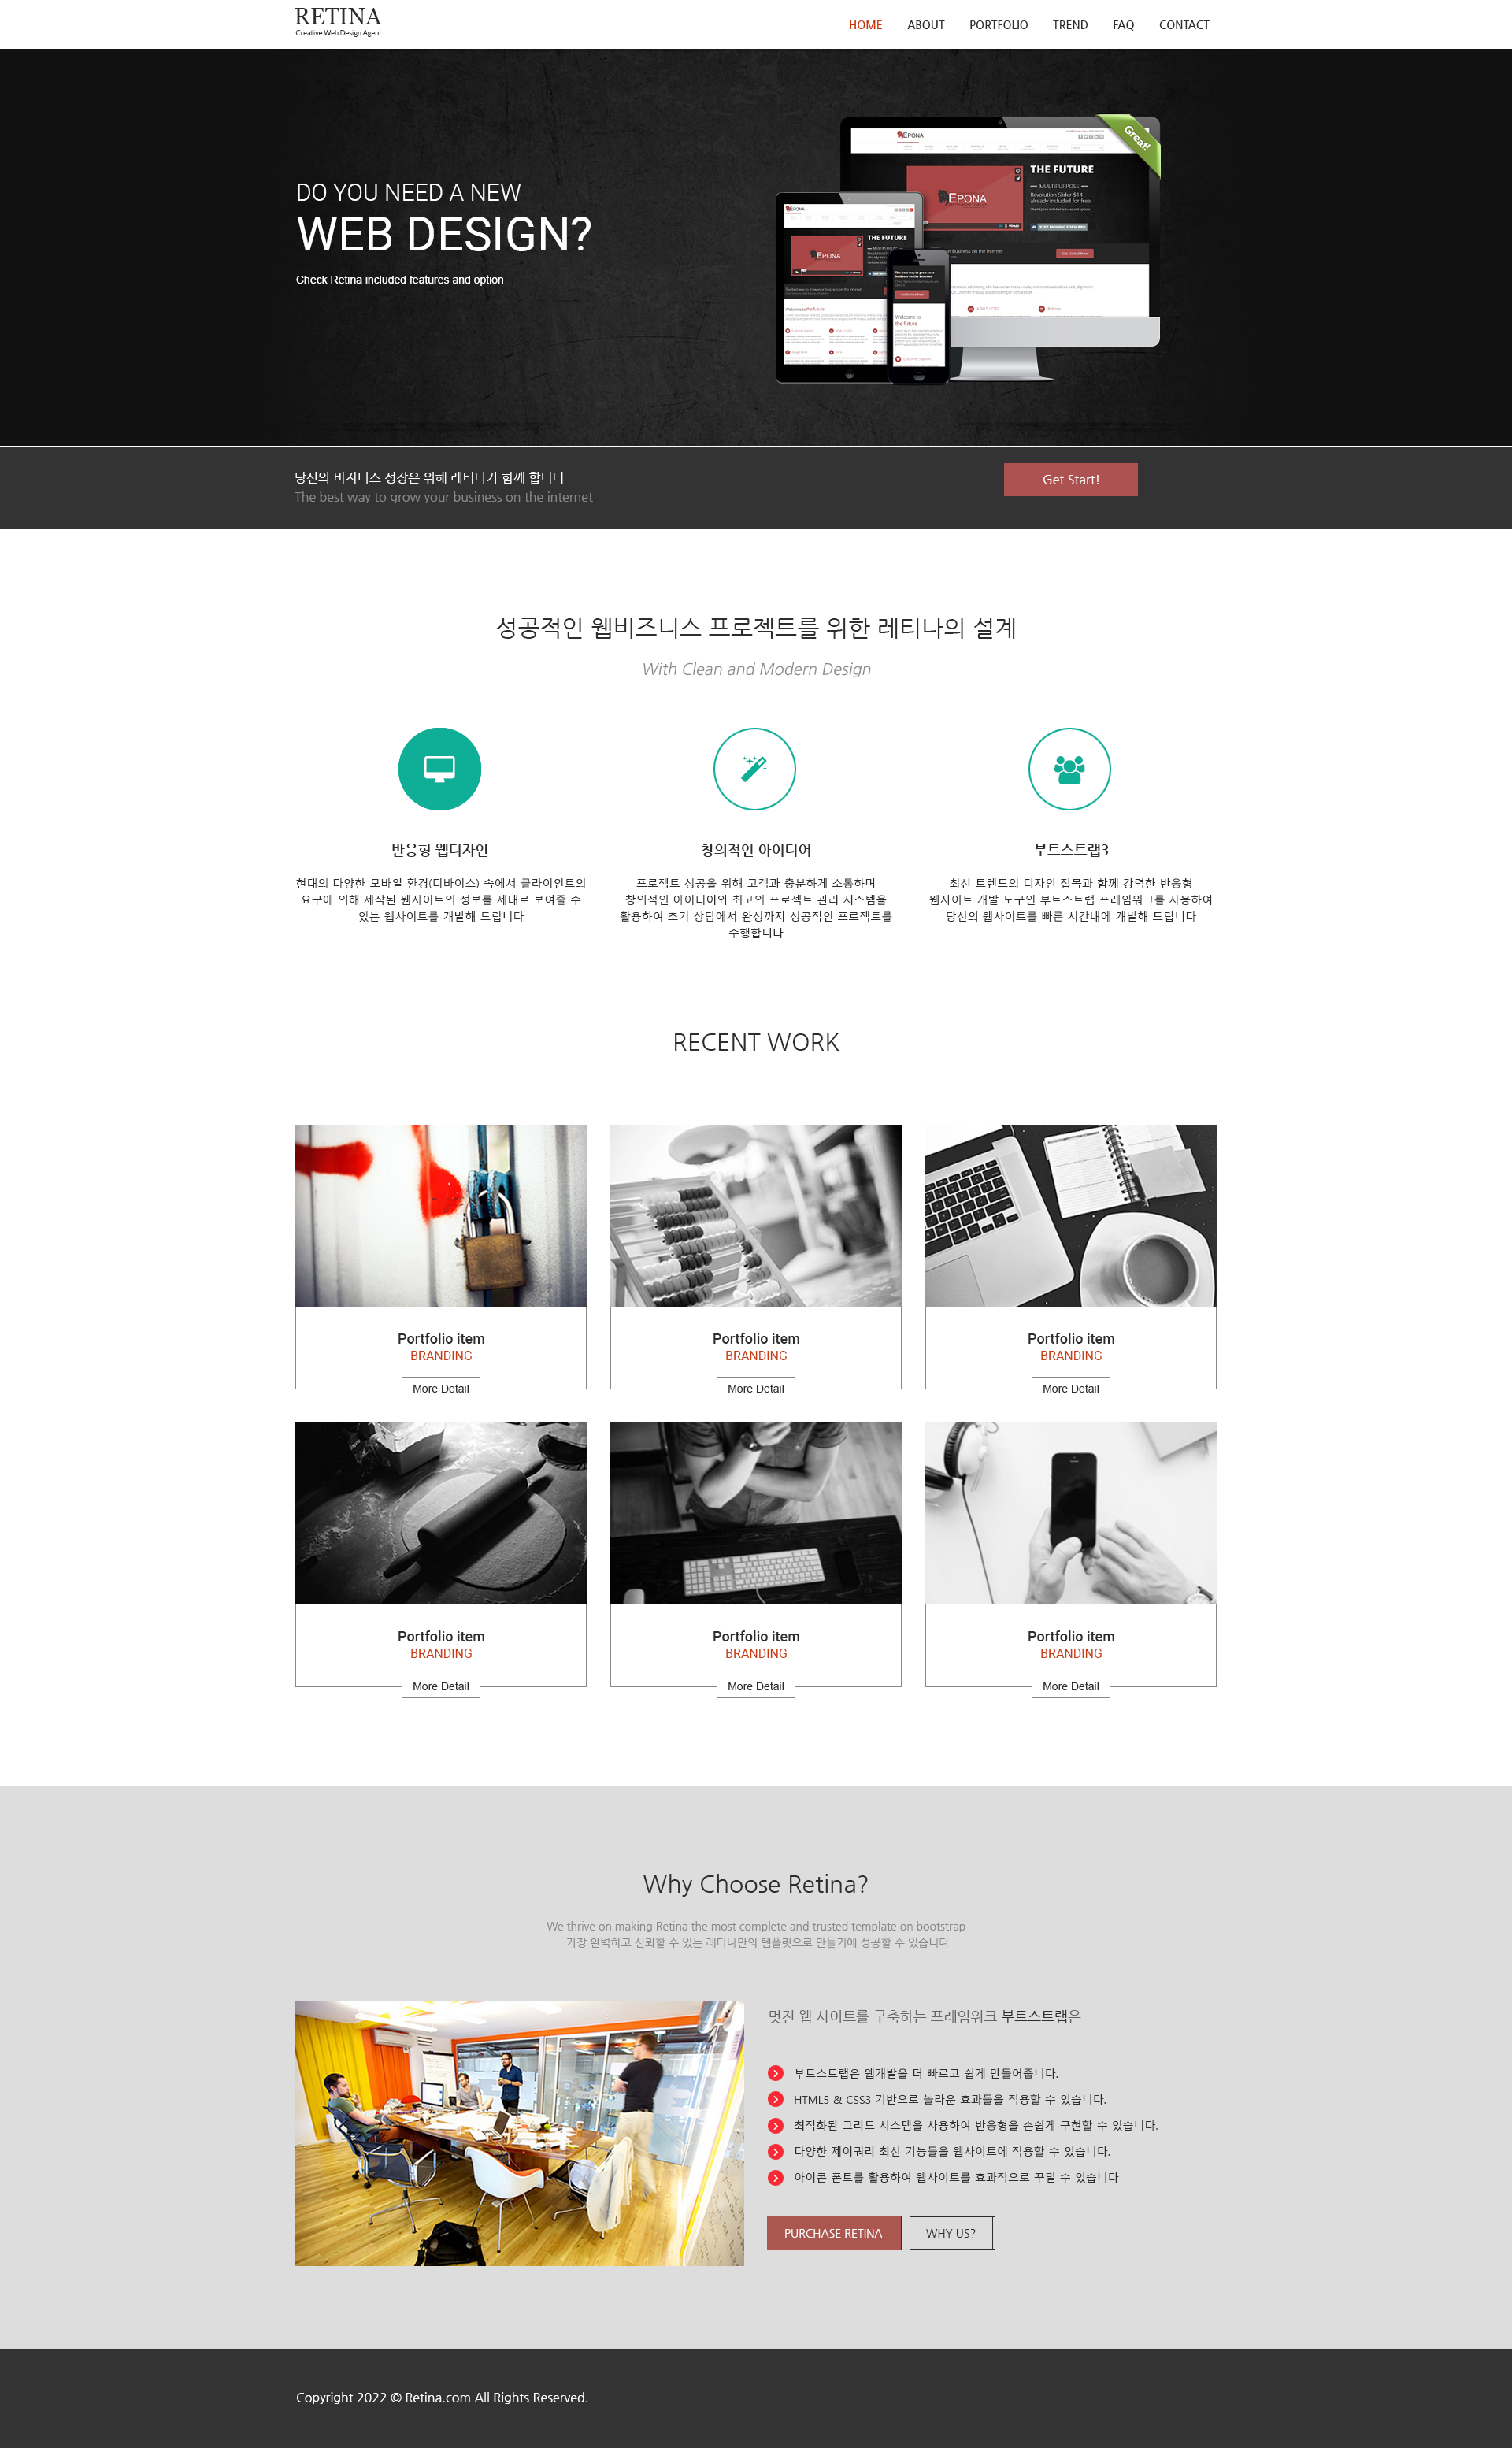 RETINA
Creative Web Design Agent
HOME ABOUT PORTFOLIO TREND FAQ CONTACT
DO YOU NEED A NEW
WEB DESIGN?
Check Retina included features and option
Great!
EPONA
THE FUTURE
MULTIPURPOSE
Revolution Slider $14
already included for free
EPONA
EPONA
THE FUTURE
MULTIPURPOSE
EPONA
Welcome to the future
Welcome to
the future
Customer Support
당신의 비지니스 성장은 위해 레티나가 함께 합니다
The best way to grow your business on the internet
Get Start!
성공적인 웹비즈니스 프로젝트를 위한 레티나의 설계
With Clean and Modern Design
반응형 웹디자인
현대의 다양한 모바일 환경(디바이스) 속에서 클라이언트의
요구에 의해 제작된 웹사이트의 정보를 제대로 보여줄 수
있는 웹사이트를 개발해 드립니다
창의적인 아이디어
프로젝트 성공을 위해 고객과 충분하게 소통하며
창의적인 아이디어와 최고의 프로젝트 관리 시스템을
활용하여 초기 상담에서 완성까지 성공적인 프로젝트를
수행합니다
부트스트랩3
최신 트렌드의 디자인 접목과 함께 강력한 반응형
웹사이트 개발 도구인 부트스트랩 프레임워크를 사용하여
당신의 웹사이트를 빠른 시간내에 개발해 드립니다
RECENT WORK
Portfolio item
BRANDING
More Detail
Portfolio item
BRANDING
More Detail
Portfolio item
BRANDING
More Detail
Portfolio item
BRANDING
More Detail
Portfolio item
BRANDING
More Detail
Portfolio item
BRANDING
More Detail
Why Choose Retina?
We thrive on making Retina the most complete and trusted template on bootstrap
가장 완벽하고 신뢰할 수 있는 레티나만의 템플릿으로 만들기에 성공할 수 있습니다
멋진 웹 사이트를 구축하는 프레임워크 부트스트랩은
부트스트랩은 웹개발을 더 빠르고 쉽게 만들어줍니다.
HTML5 & CSS3 기반으로 놀라운 효과들을 적용할 수 있습니다.
최적화된 그리드 시스템을 사용하여 반응형을 손쉽게 구현할 수 있습니다.
다양한 제이쿼리 최신 기능들을 웹사이트에 적용할 수 있습니다.
아이콘 폰트를 활용하여 웹사이트를 효과적으로 꾸밀 수 있습니다
PURCHASE RETINA WHY US?
Copyright 2022 © Retina.com All Rights Reserved.